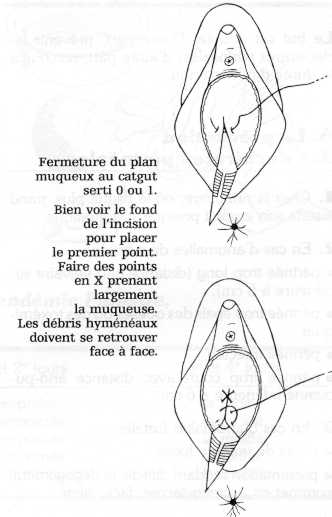 Fermeture du plan
muqueux au catgut
serti 0 ou 1.
Bien voir le fond
de l'incision
pour placer
le premier point.
Faire des points
en X prenant
largement
la muqueuse.
Les débris hyménéaux
doivent se retrouver
face à face.